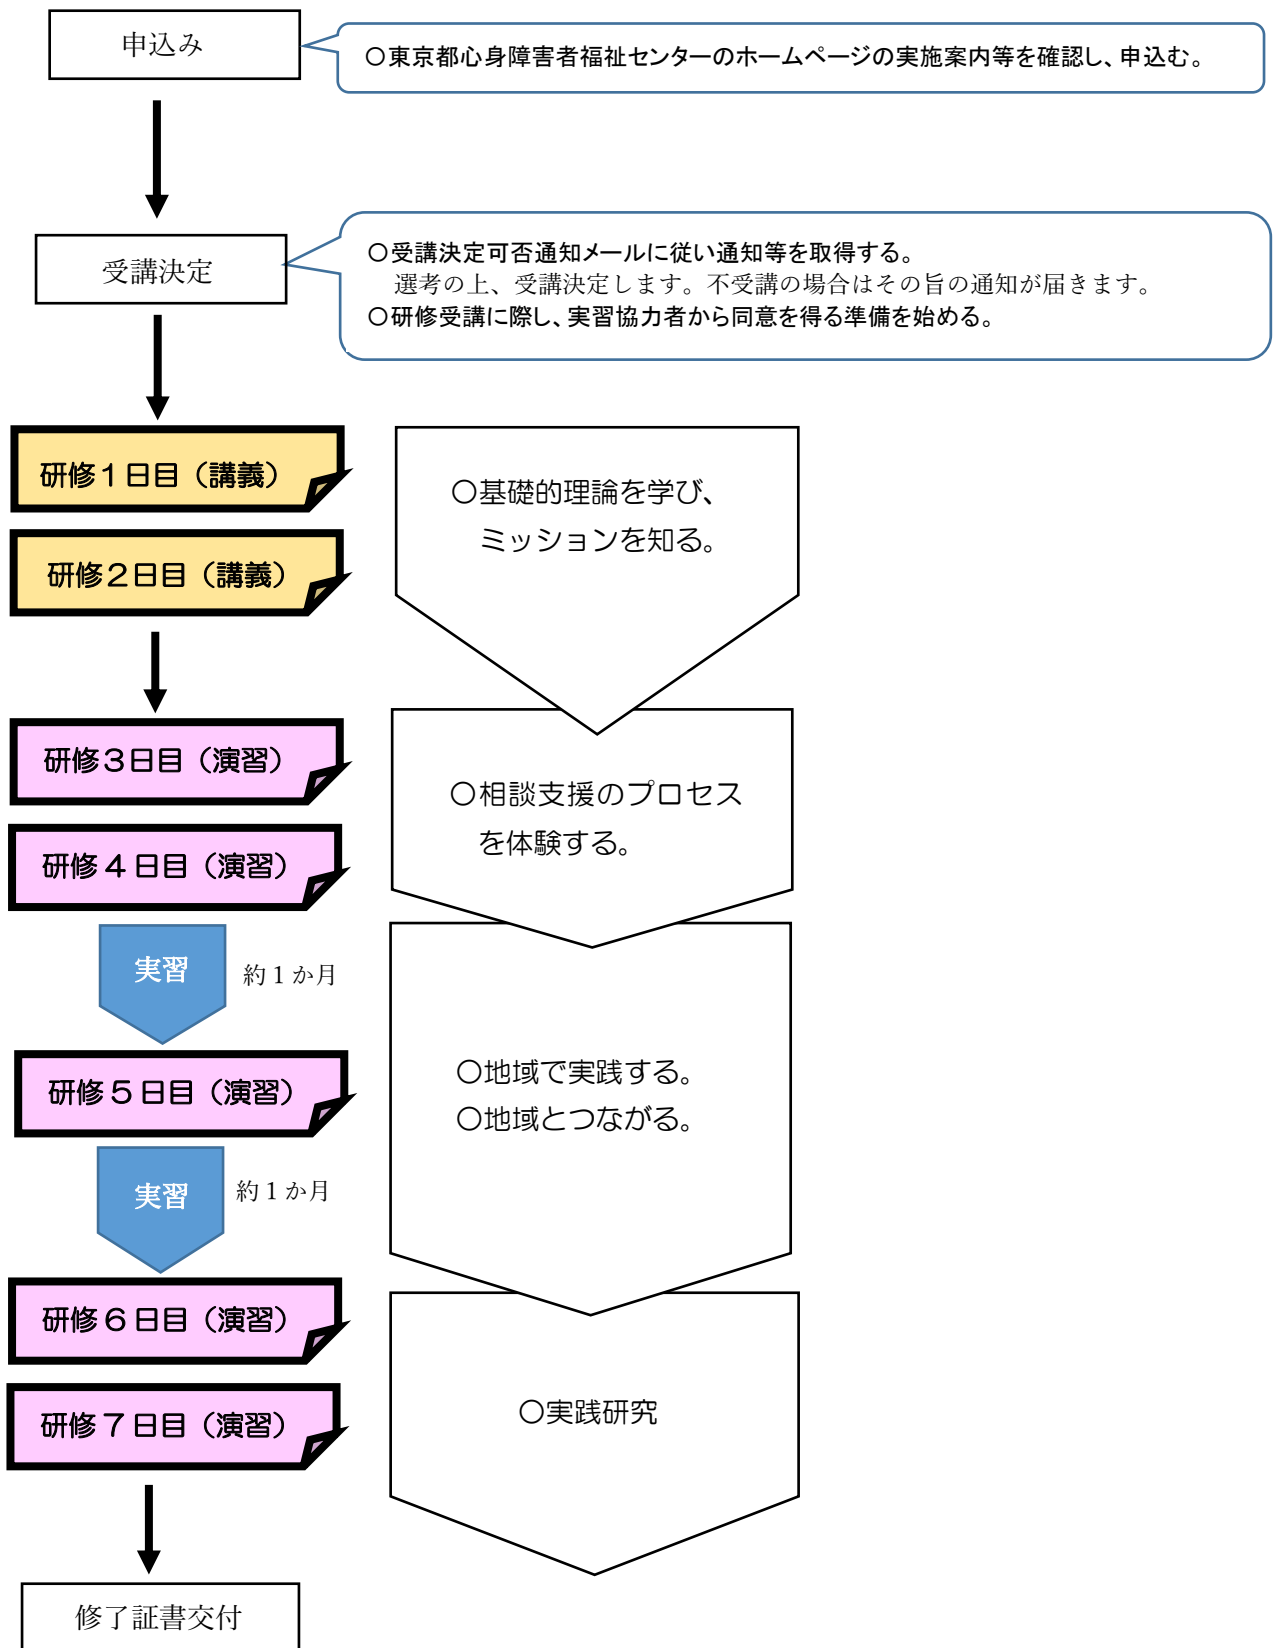 申込み
○東京都心身障害者福祉センターのホームページの実施案内等を確認し、申込む。
受講決定
○受講決定可否通知メールに従い通知等を取得する。
選考の上、受講決定します。不受講の場合はその旨の通知が届きます。
○研修受講に際し、実習協力者から同意を得る準備を始める。
研修１日目（講義）
研修２日目（講義）
○基礎的理論を学び、
ミッションを知る。
研修３日目（演習）
研修４日目（演習）
○相談支援のプロセス
を体験する。
実習
約１か月
研修５日目（演習）
実習
約１か月
○地域で実践する。
○地域とつながる。
研修６日目（演習）
研修７日目（演習）
○実践研究
修了証書交付